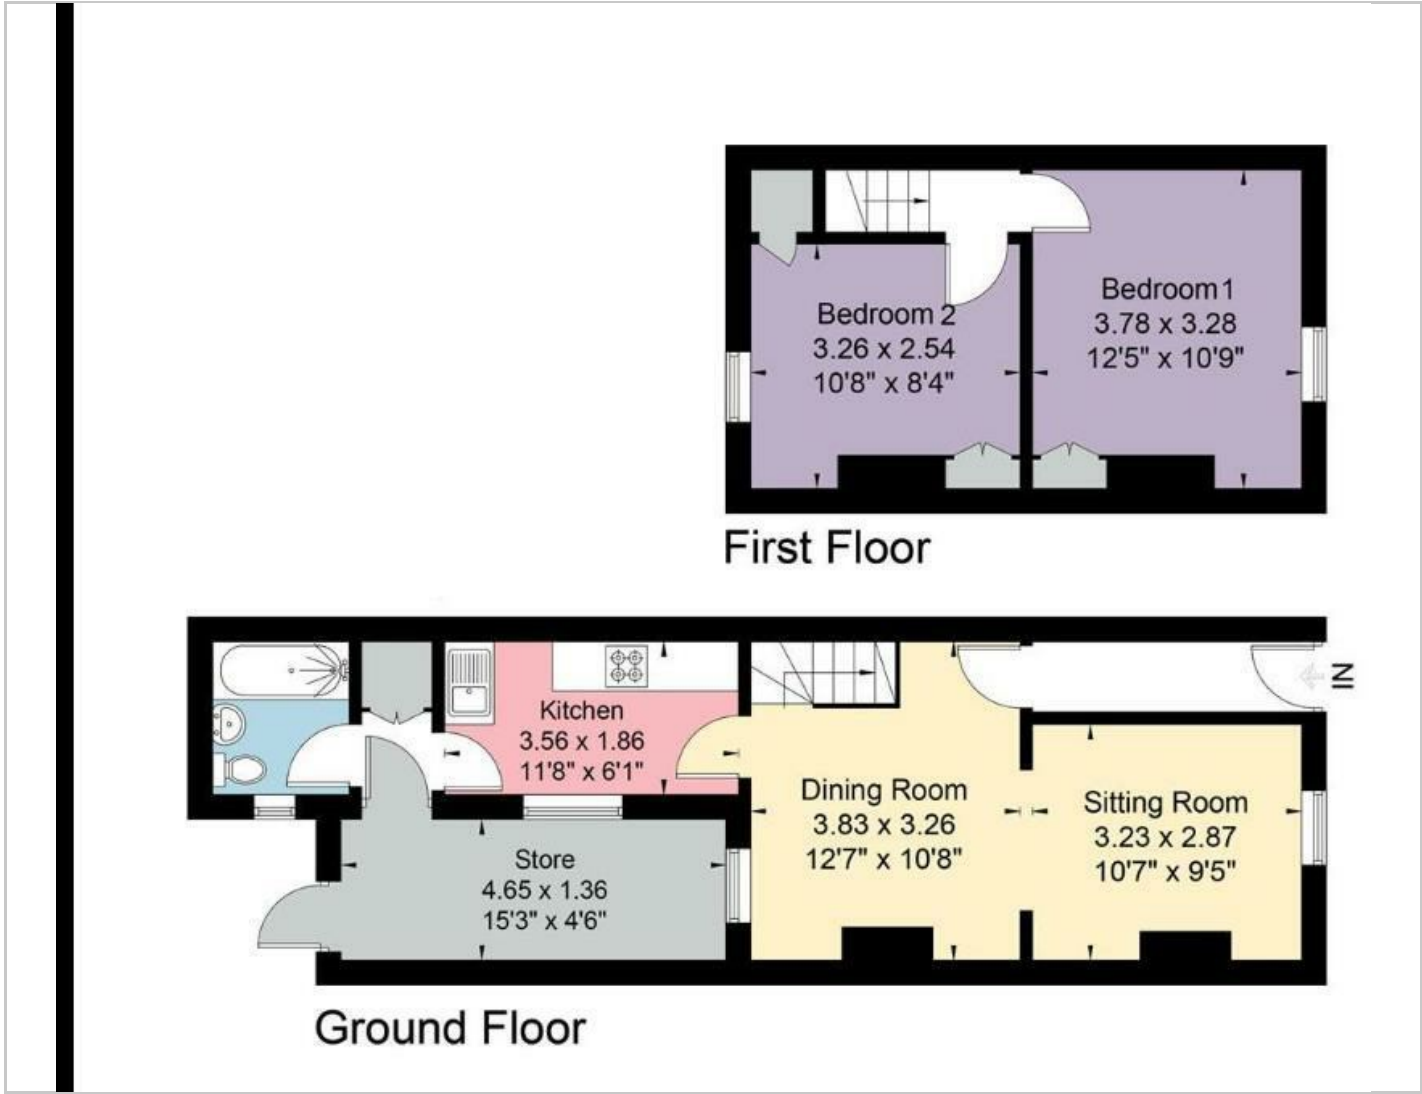 Bedroom 1
3.78 x 3.28
12'5" x 10'9"
Bedroom 2
3.26 x 2.54
10'8" x 8'4"
First Floor
IN
Kitchen
3.56 x 1.86
11'8" x 6'1"
Dining Room
3.83 x 3.26
12'7" x 10'8"
Sitting Room
3.23 x 2.87
10'7" x 9'5"
Store
4.65 x 1.36
15'3" x 4'6"
Ground Floor